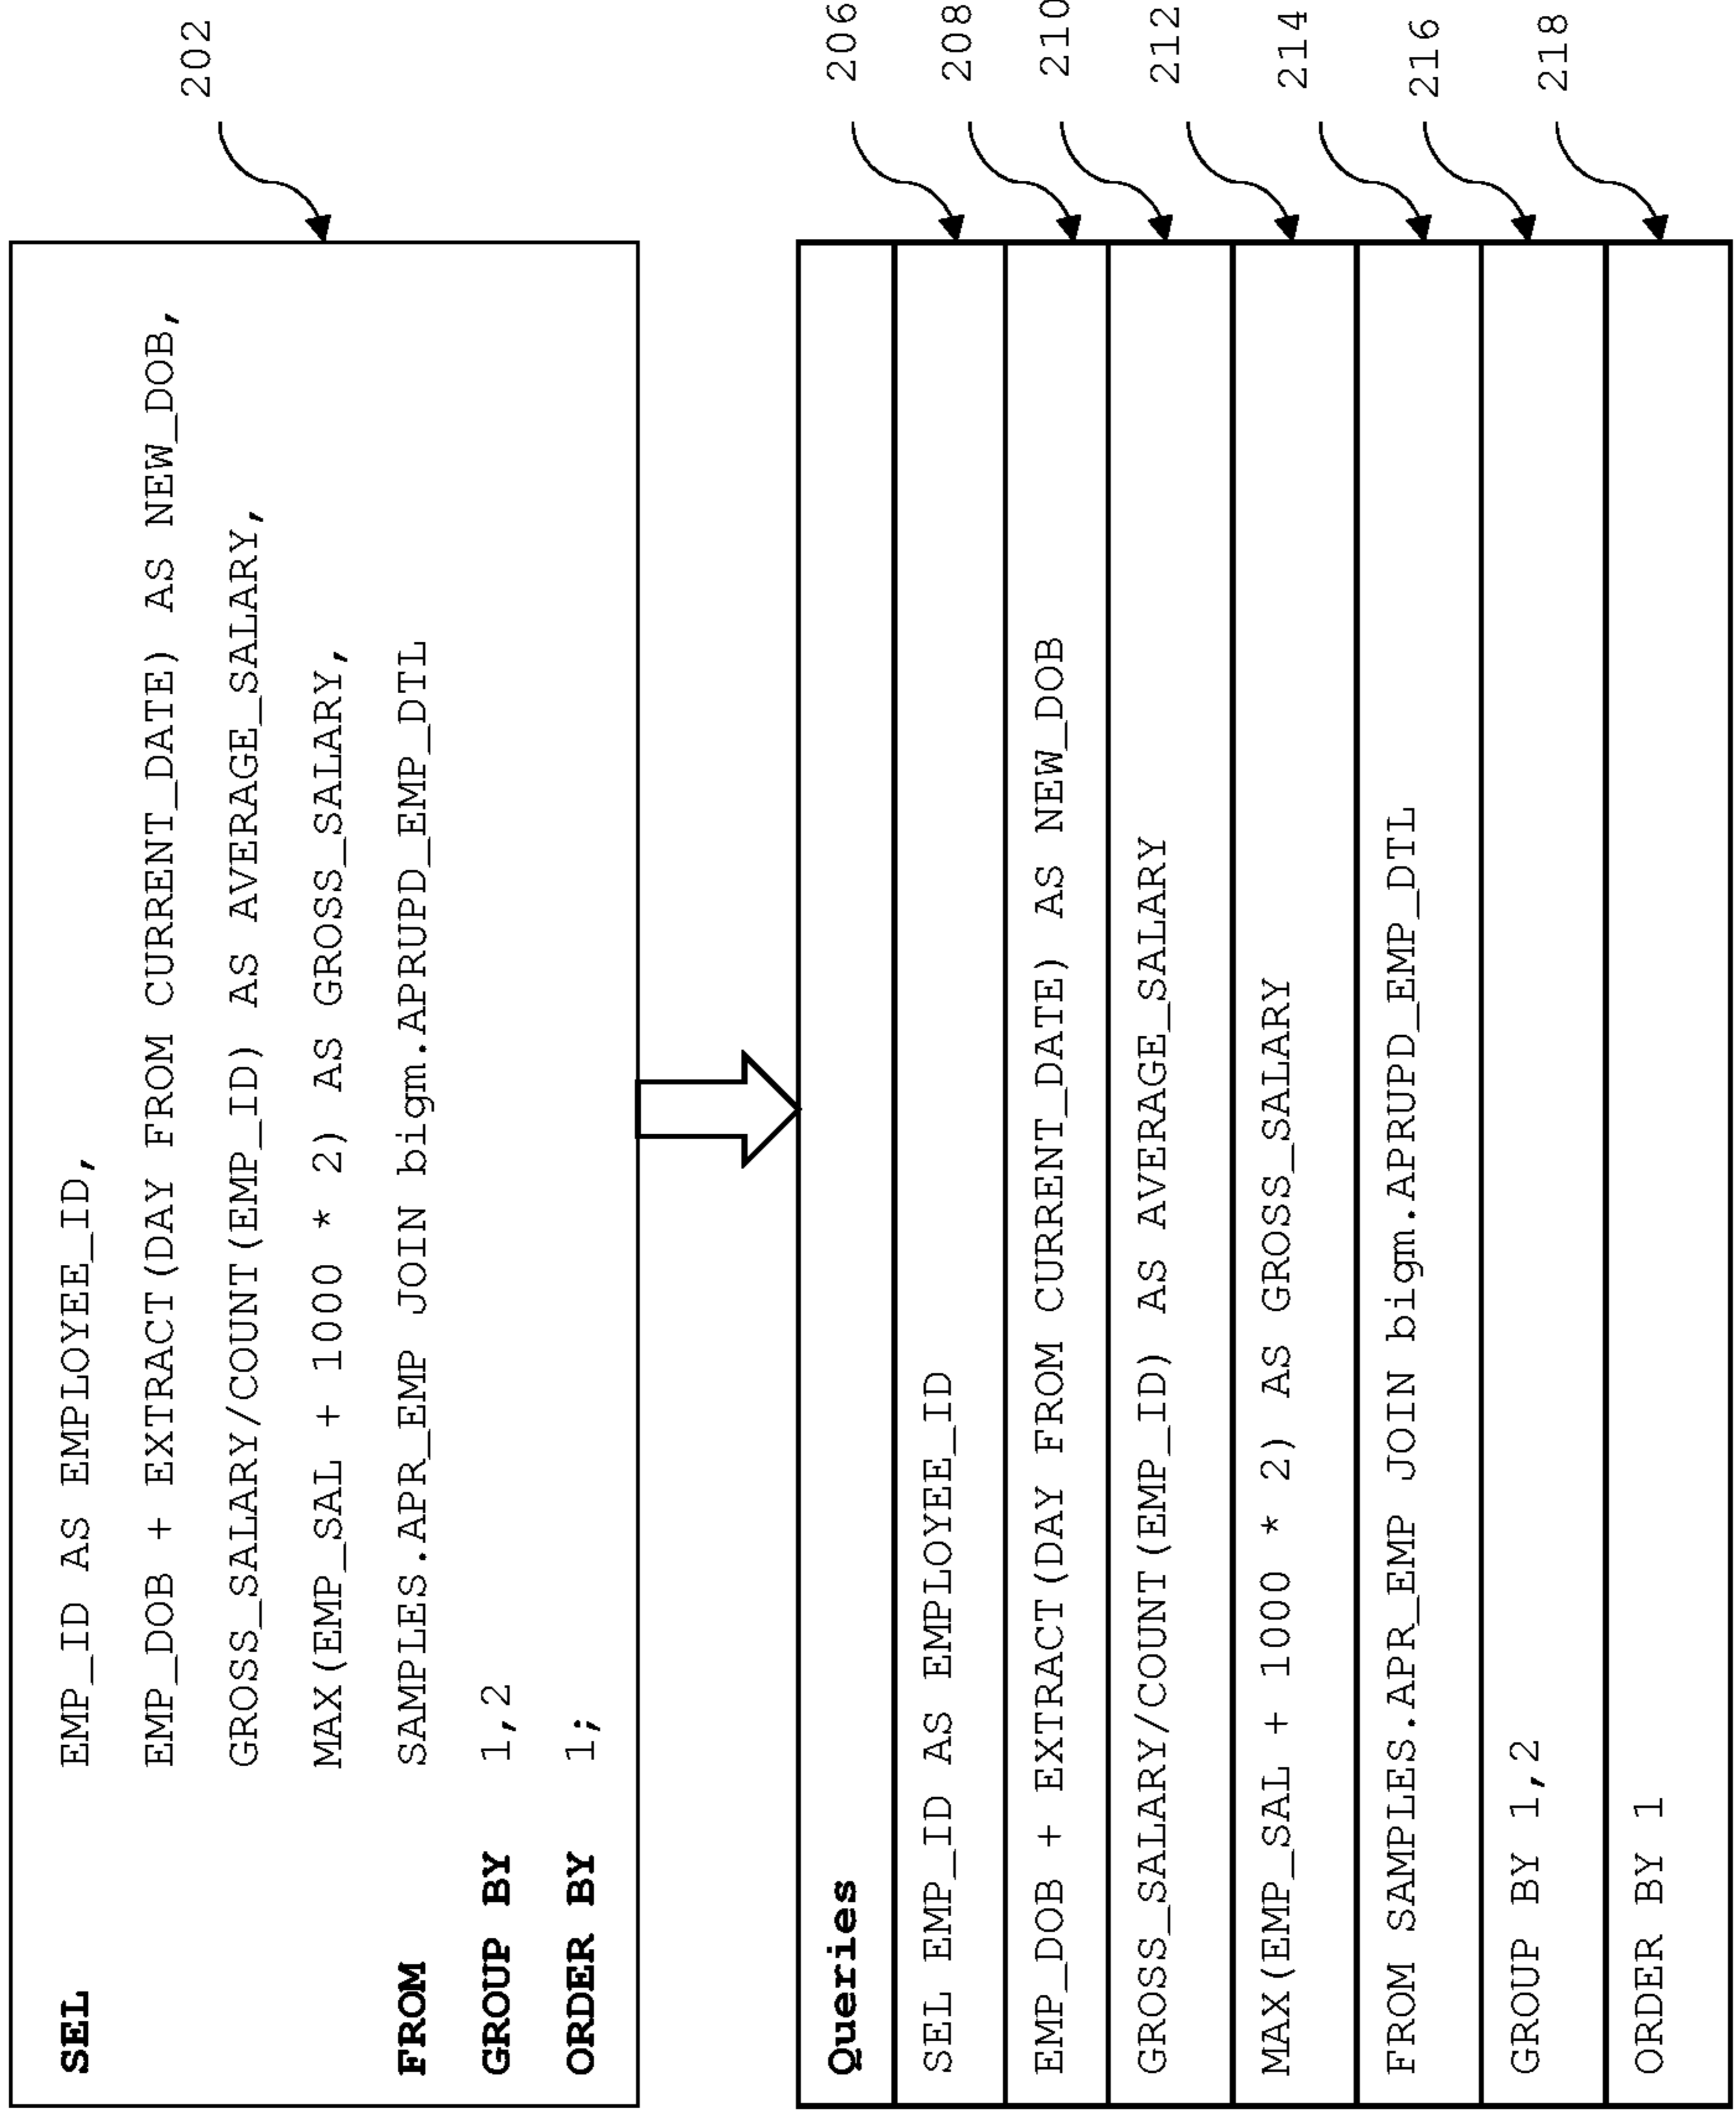 SEL EMP_ID AS EMPLOYEE_ID,
EMP_DOB + EXTRACT(DAY FROM CURRENT_DATE) AS NEW_DOB,
GROSS_SALARY/COUNT(EMP_ID) AS AVERAGE_SALARY,
MAX(EMP_SAL + 1000 * 2) AS GROSS_SALARY,
FROM SAMPLES.APR_EMP JOIN bigm.APRUPD_EMP_DTL
GROUP BY 1,2
ORDER BY 1;
202
Queries
SEL EMP_ID AS EMPLOYEE_ID
206
EMP_DOB + EXTRACT(DAY FROM CURRENT_DATE) AS NEW_DOB
208
GROSS_SALARY/COUNT(EMP_ID) AS AVERAGE_SALARY
210
MAX(EMP_SAL + 1000 * 2) AS GROSS_SALARY
212
FROM SAMPLES.APR_EMP JOIN bigm.APRUPD_EMP_DTL
214
GROUP BY 1,2
216
ORDER BY 1
218